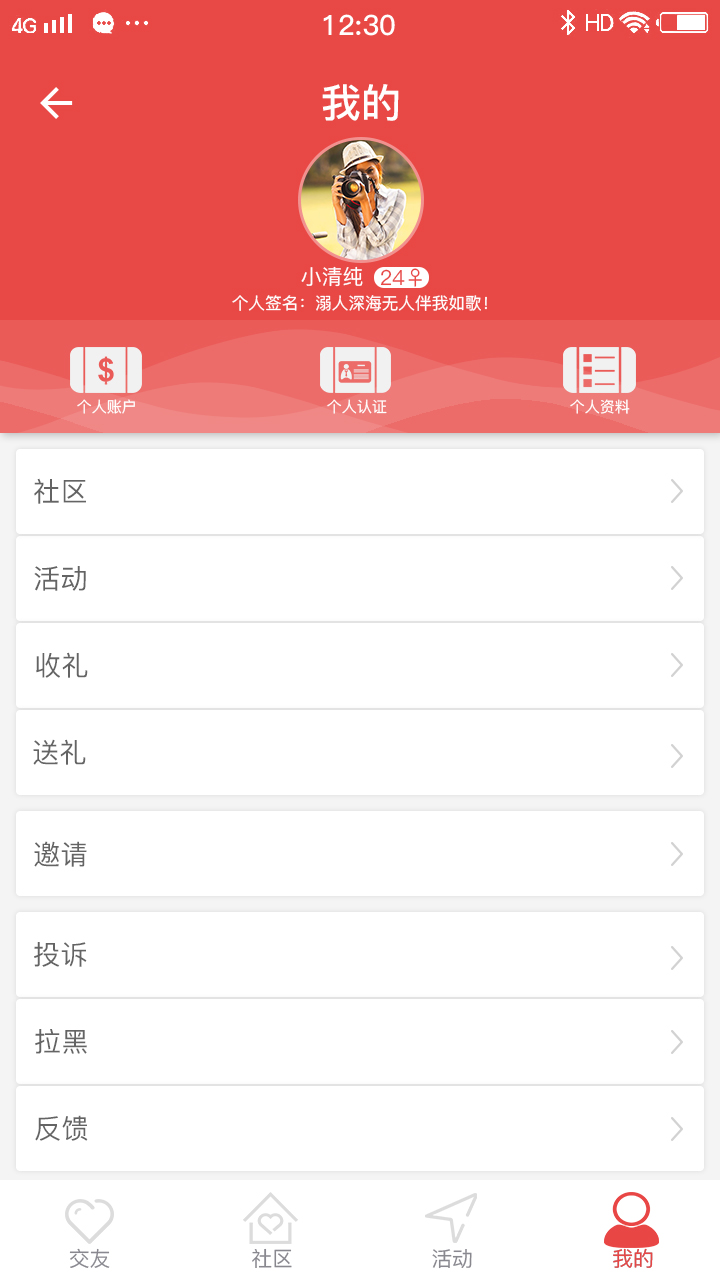 4G 12:30 HD
我的
小清纯 24♀
个人签名：溺人深海无人伴我如歌！
$
个人账户 个人认证 个人资料
社区
活动
收礼
送礼
邀请
投诉
拉黑
反馈
交友 社区 活动 我的